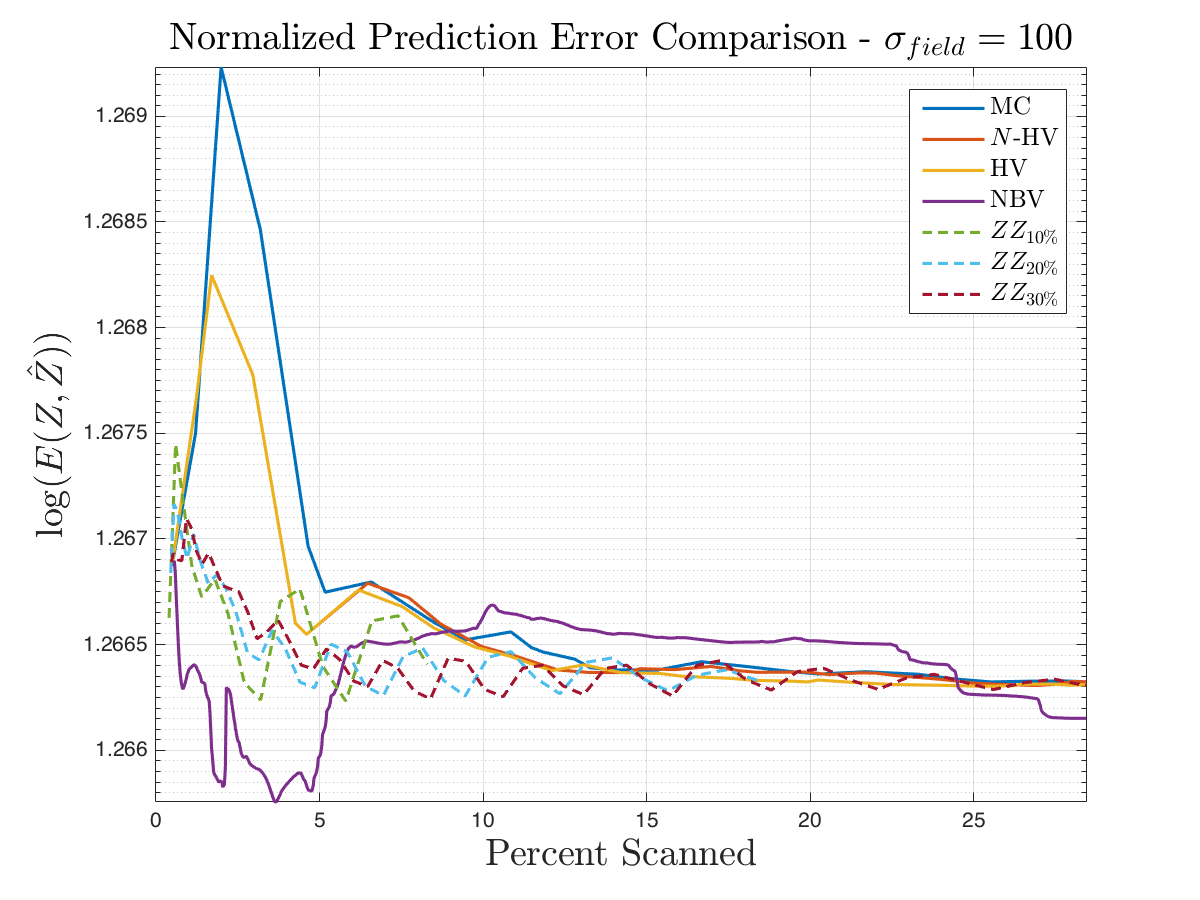 Normalized Prediction Error Comparison - σ_field = 100
log(E(Z, Ẑ))
1.269
1.2685
1.268
1.2675
1.267
1.2665
1.266
MC
N-HV
HV
NBV
ZZ_10%
ZZ_20%
ZZ_30%
0 5 10 15 20 25
Percent Scanned